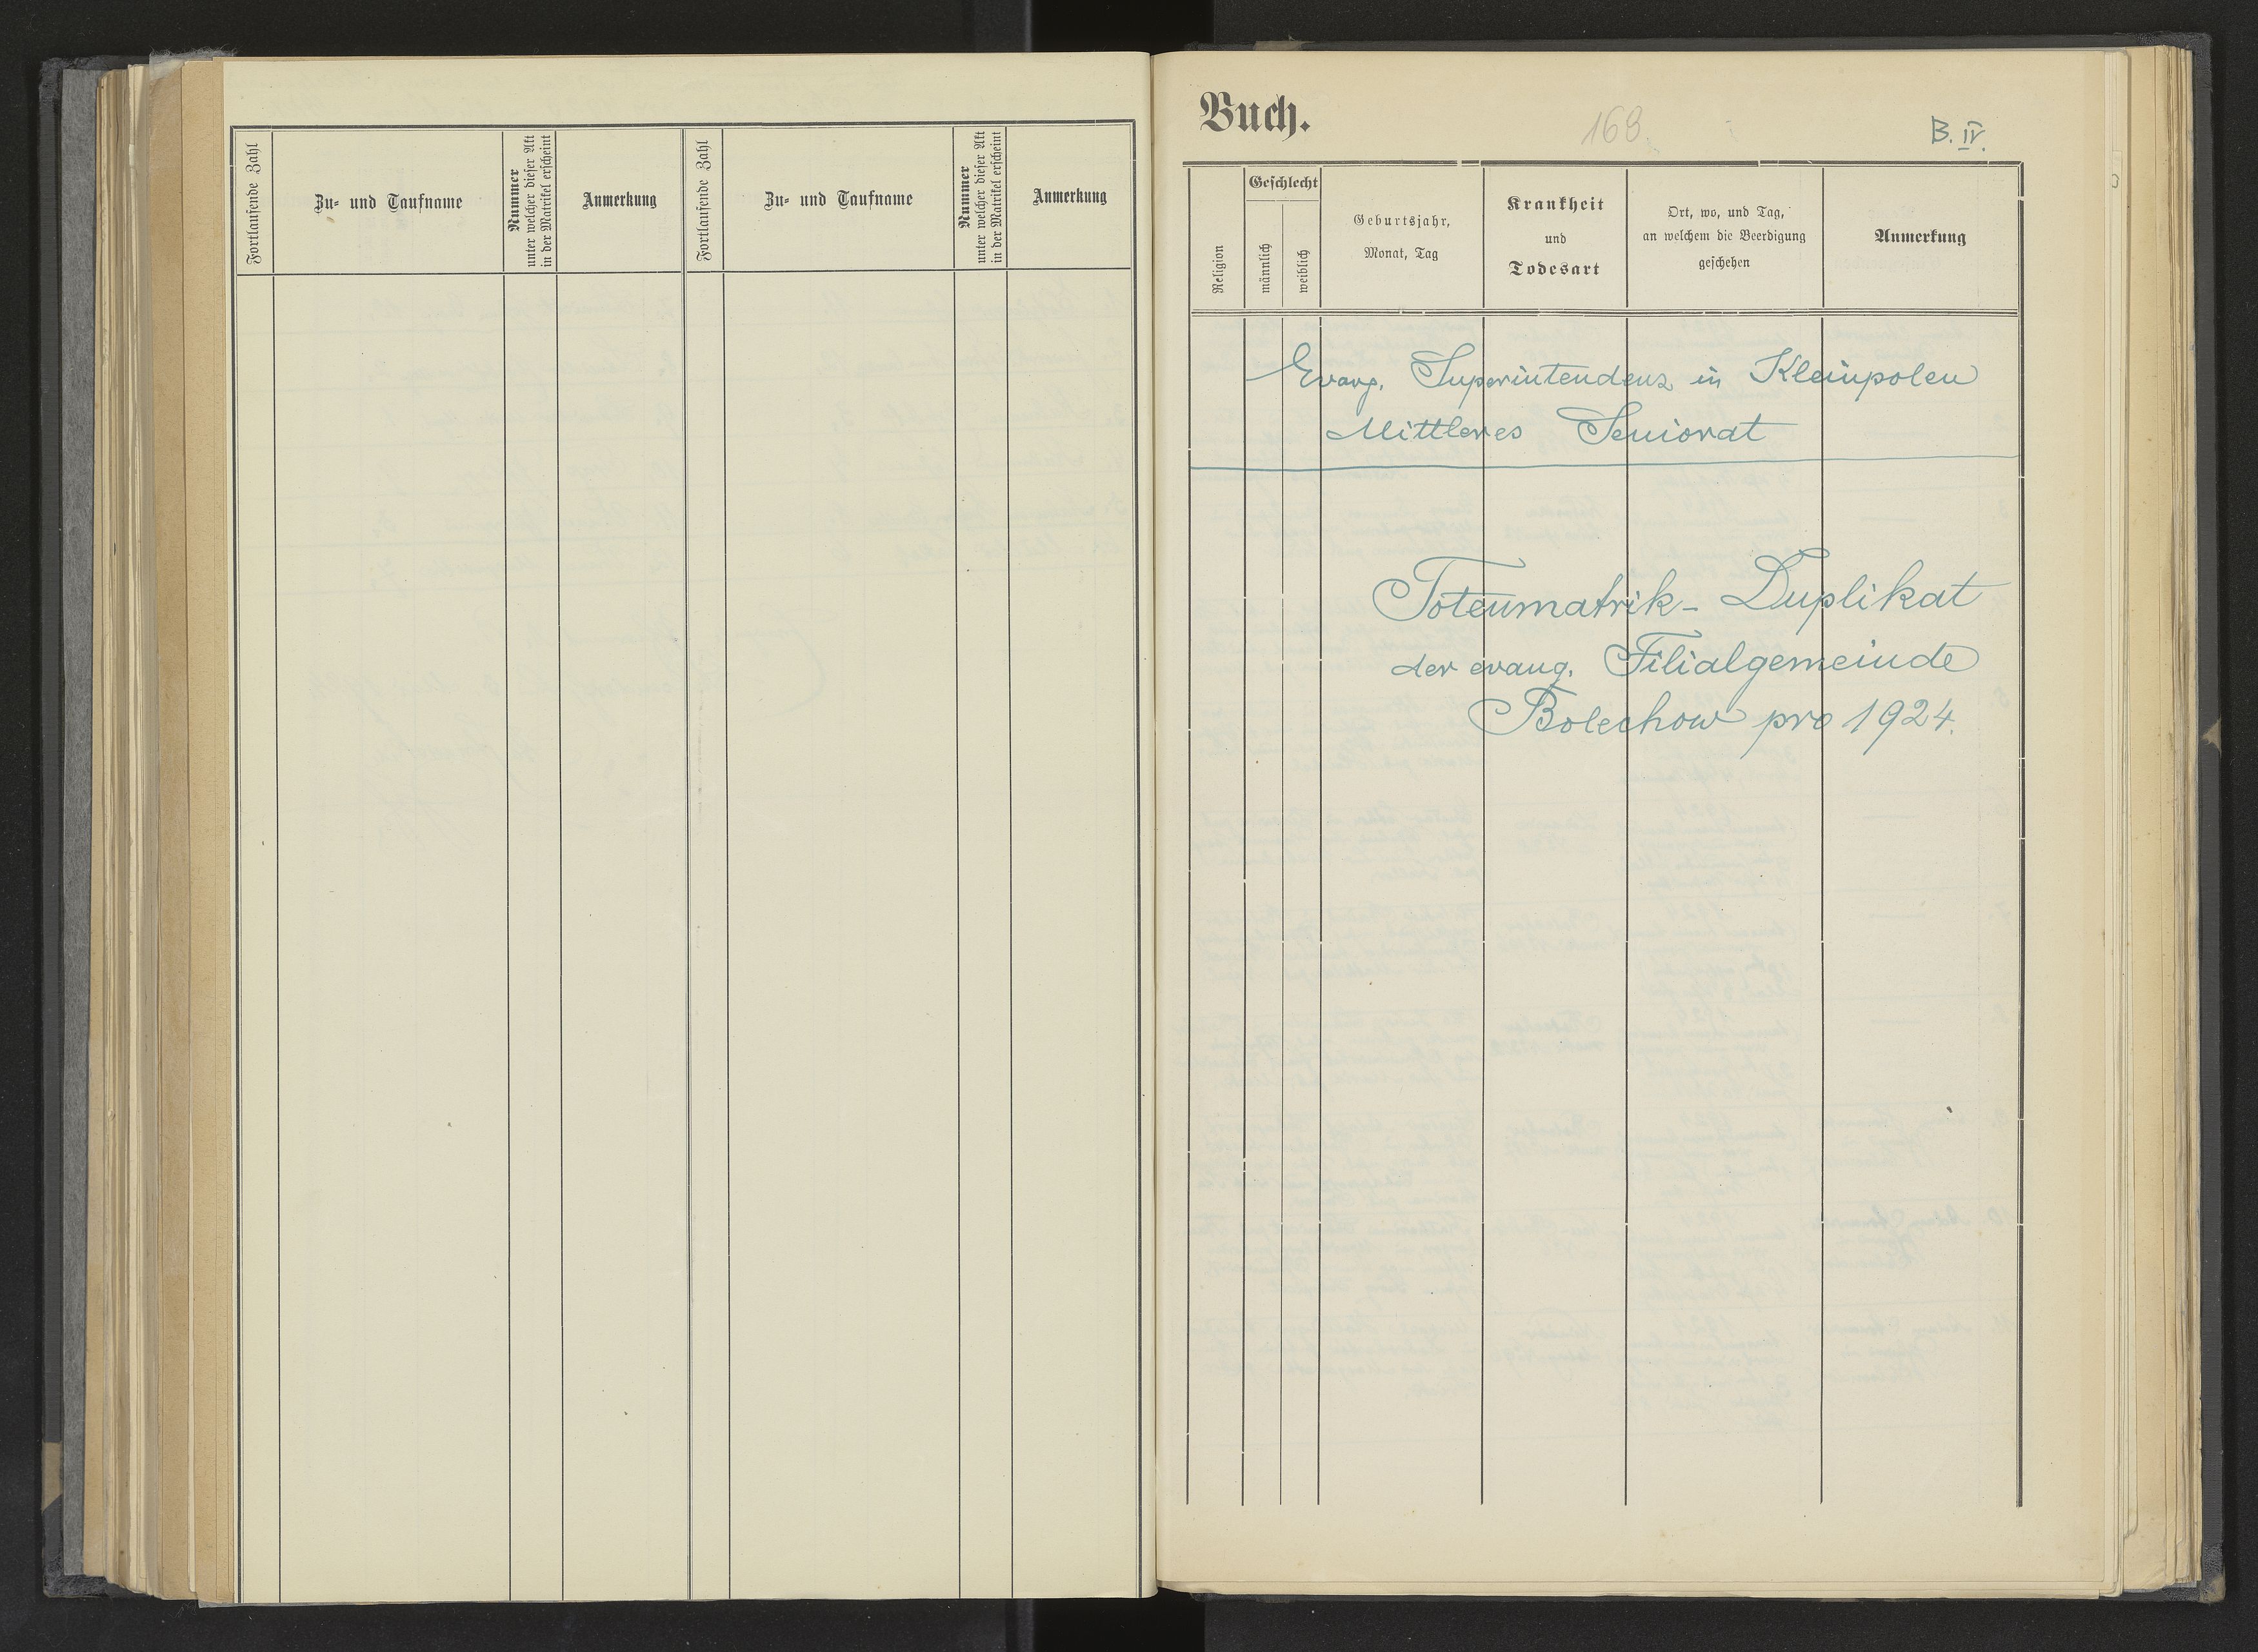 Fortlaufende Zahl
Zu- und Taufname
Nummer
unter welcher dieser Akt
in der Matrikel erscheint
Anmerkung
Fortlaufende Zahl
Zu- und Taufname
Nummer
unter welcher dieser Akt
in der Matrikel erscheint
Anmerkung
Buch.
168.
B. IV.
Religion
Geschlecht
männlich
weiblich
Geburtsjahr,
Monat, Tag
Krankheit
und
Todesart
Ort, wo, und Tag,
an welchem die Beerdigung
geschehen
Anmerkung
Evang. Superintendenz in Kleinpolen
Mittleres Seniorat
Totenmatrik- Duplikat
der evang. Filialgemeinde
Bolechow pro 1924.